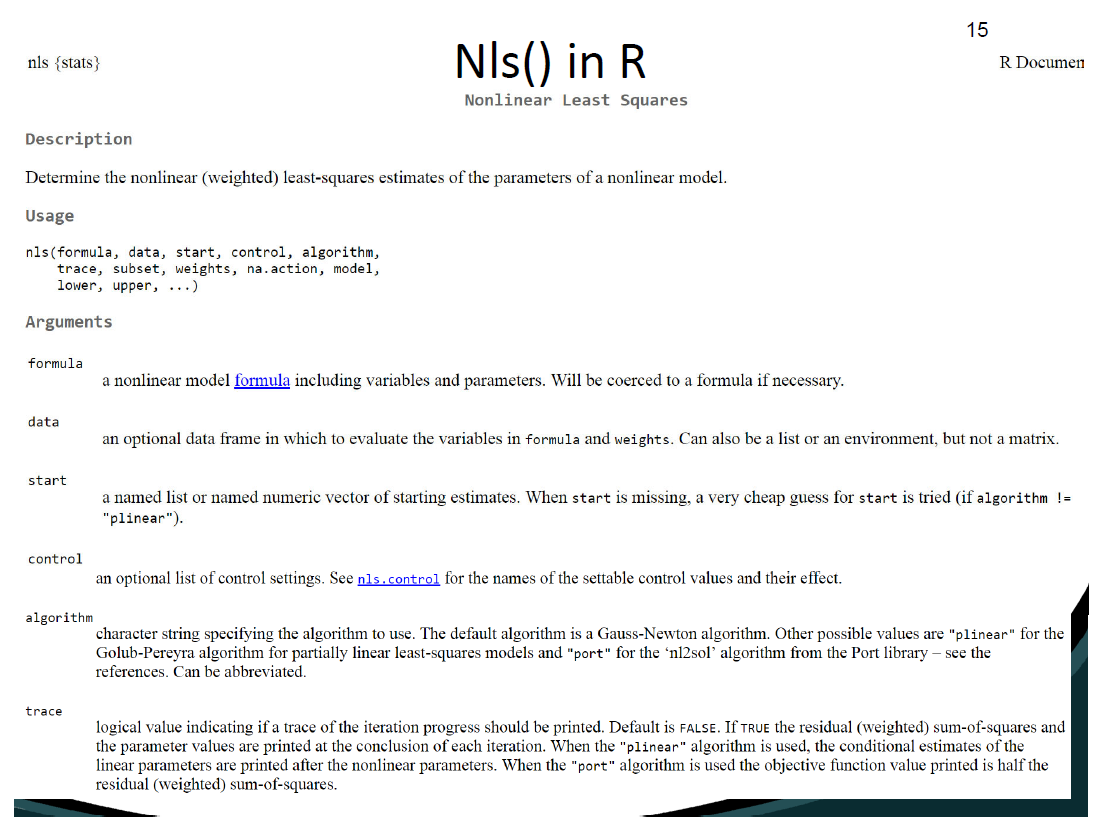 15
nls {stats}
Nls() in R
R Documen
Nonlinear Least Squares
Description
Determine the nonlinear (weighted) least-squares estimates of the parameters of a nonlinear model.
Usage
nls(formula, data, start, control, algorithm,
    trace, subset, weights, na.action, model,
    lower, upper, ...)
Arguments
formula
a nonlinear model formula including variables and parameters. Will be coerced to a formula if necessary.
data
an optional data frame in which to evaluate the variables in formula and weights. Can also be a list or an environment, but not a matrix.
start
a named list or named numeric vector of starting estimates. When start is missing, a very cheap guess for start is tried (if algorithm !=
"plinear").
control
an optional list of control settings. See nls.control for the names of the settable control values and their effect.
algorithm
character string specifying the algorithm to use. The default algorithm is a Gauss-Newton algorithm. Other possible values are "plinear" for the
Golub-Pereyra algorithm for partially linear least-squares models and "port" for the ‘nl2sol’ algorithm from the Port library – see the
references. Can be abbreviated.
trace
logical value indicating if a trace of the iteration progress should be printed. Default is FALSE. If TRUE the residual (weighted) sum-of-squares and
the parameter values are printed at the conclusion of each iteration. When the "plinear" algorithm is used, the conditional estimates of the
linear parameters are printed after the nonlinear parameters. When the "port" algorithm is used the objective function value printed is half the
residual (weighted) sum-of-squares.